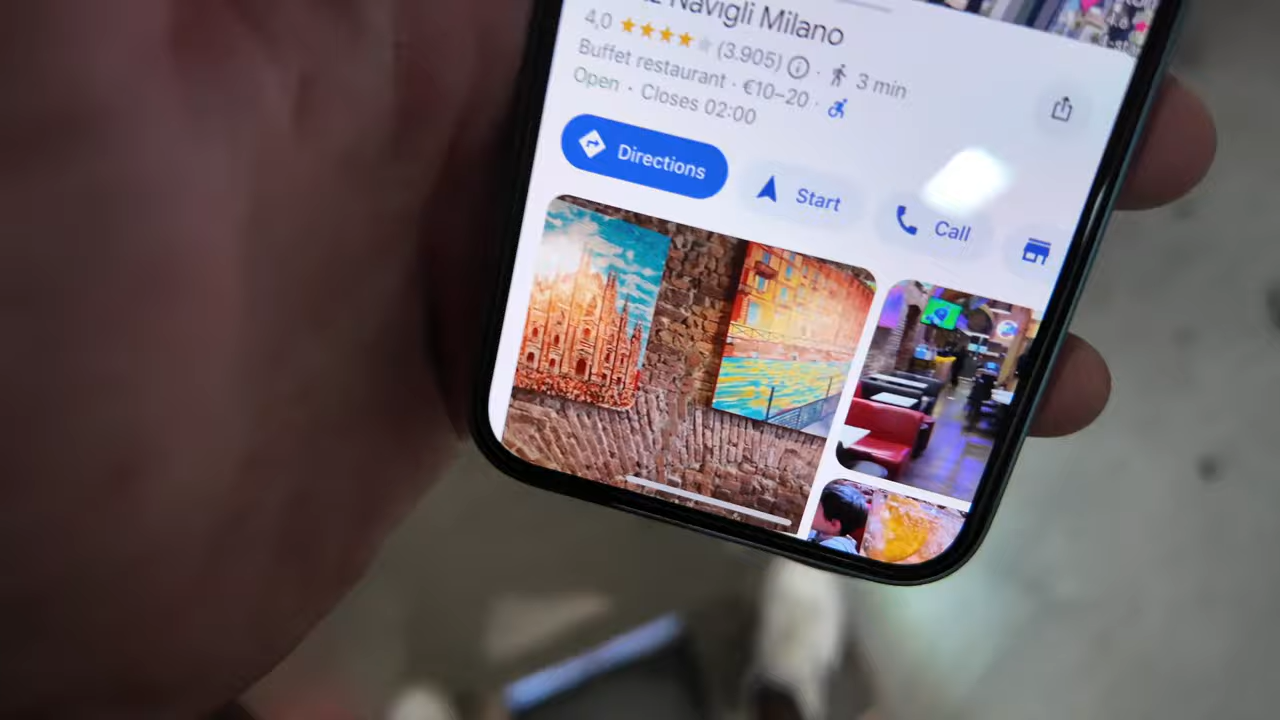 Navigli Milano
4,0 (3.905) · 3 min
Buffet restaurant · €10–20 ·
Open · Closes 02:00
Directions
Start
Call